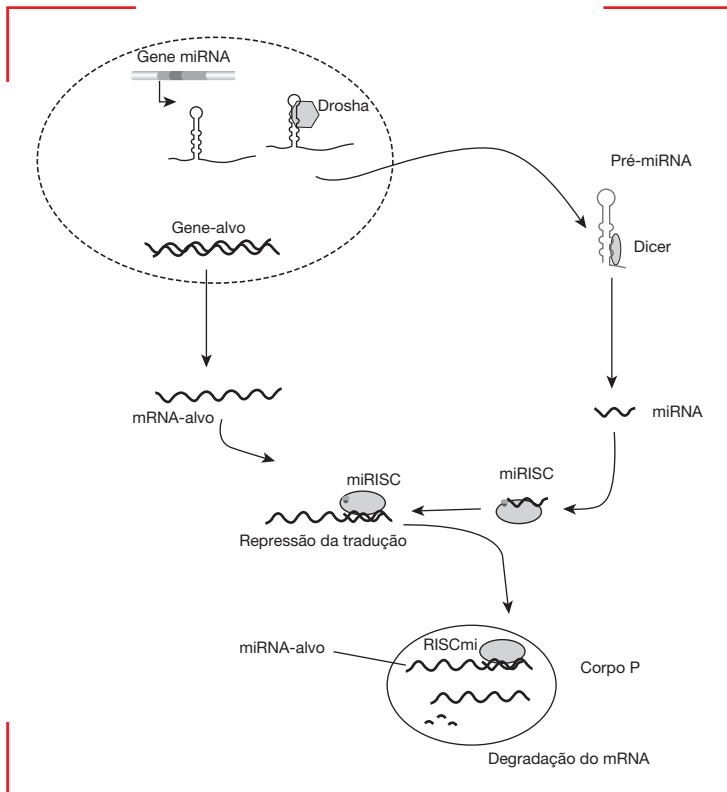 Gene miRNA
Drosha
Pré-miRNA
Gene-alvo
Dicer
mRNA-alvo
miRNA
miRISC
miRISC
Repressão da tradução
miRNA-alvo
RISCmi
Corpo P
Degradação do mRNA